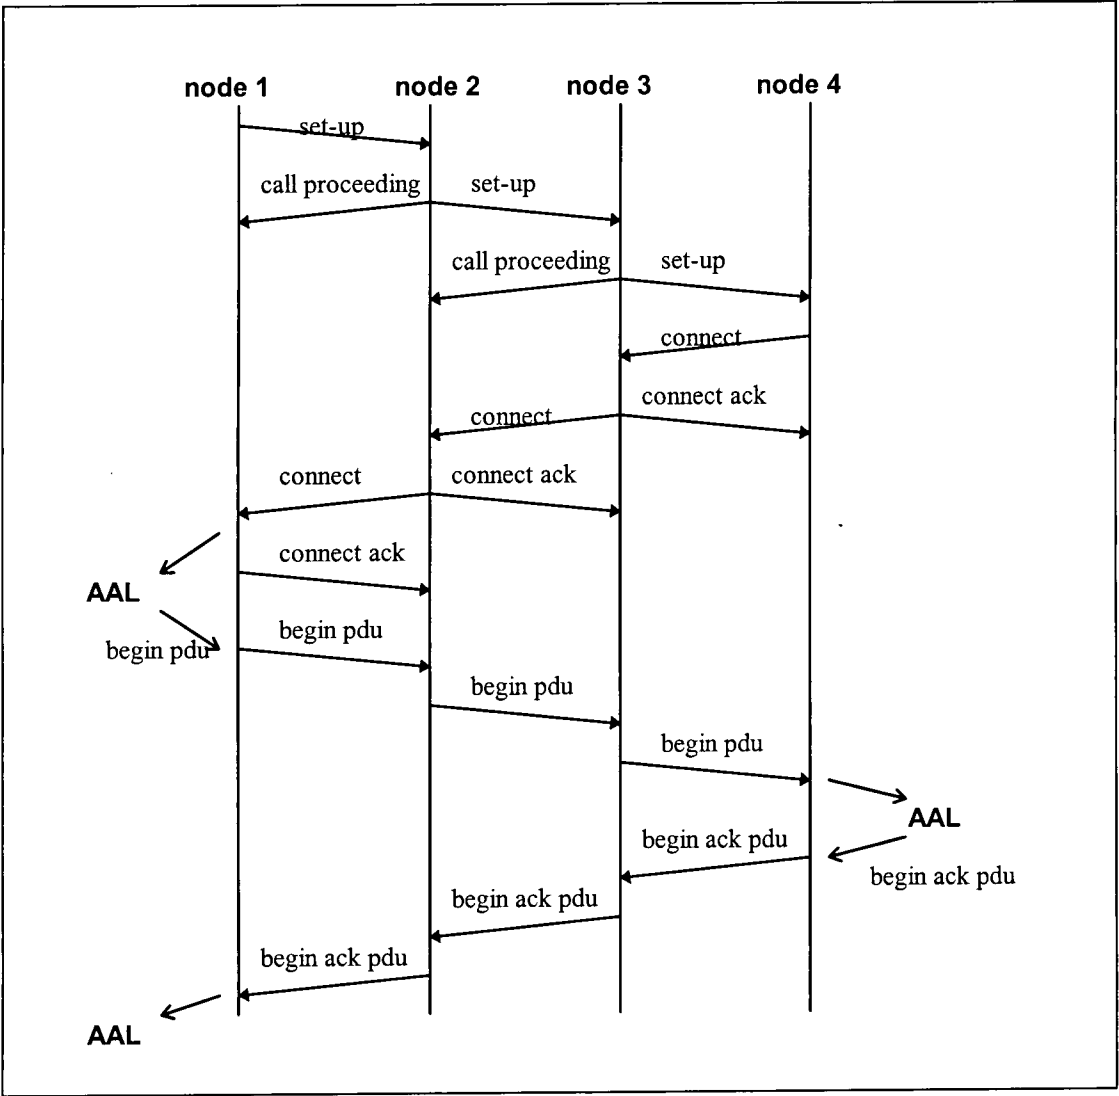 node 1 node 2 node 3 node 4
set-up
call proceeding set-up
call proceeding set-up
connect
connect ack
connect
connect connect ack
connect ack
AAL
begin pdu
begin pdu
begin pdu
begin pdu
AAL
begin ack pdu
begin ack pdu
begin ack pdu
begin ack pdu
AAL